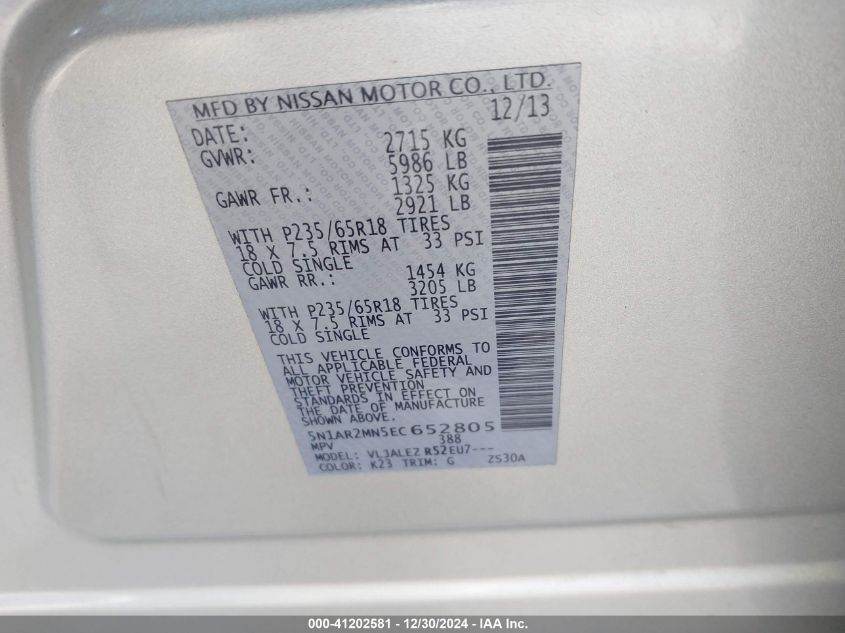 MFD BY NISSAN MOTOR CO., LTD.
DATE: 12/13
GVWR: 2715 KG
5986 LB
GAWR FR.: 1325 KG
2921 LB
WITH P235/65R18 TIRES
18 X 7.5 RIMS AT 33 PSI
COLD SINGLE
GAWR RR.: 1454 KG
3205 LB
WITH P235/65R18 TIRES
18 X 7.5 RIMS AT 33 PSI
COLD SINGLE
THIS VEHICLE CONFORMS TO
ALL APPLICABLE FEDERAL
MOTOR VEHICLE SAFETY AND
THEFT PREVENTION
STANDARDS IN EFFECT ON
THE DATE OF MANUFACTURE
SHOWN ABOVE.
5N1AR2MN5EC652805
MPV 388
MODEL: VLJALEZ R52EU7---
COLOR: K23 TRIM: G ZS30A
000-41202581 - 12/30/2024 - IAA Inc.